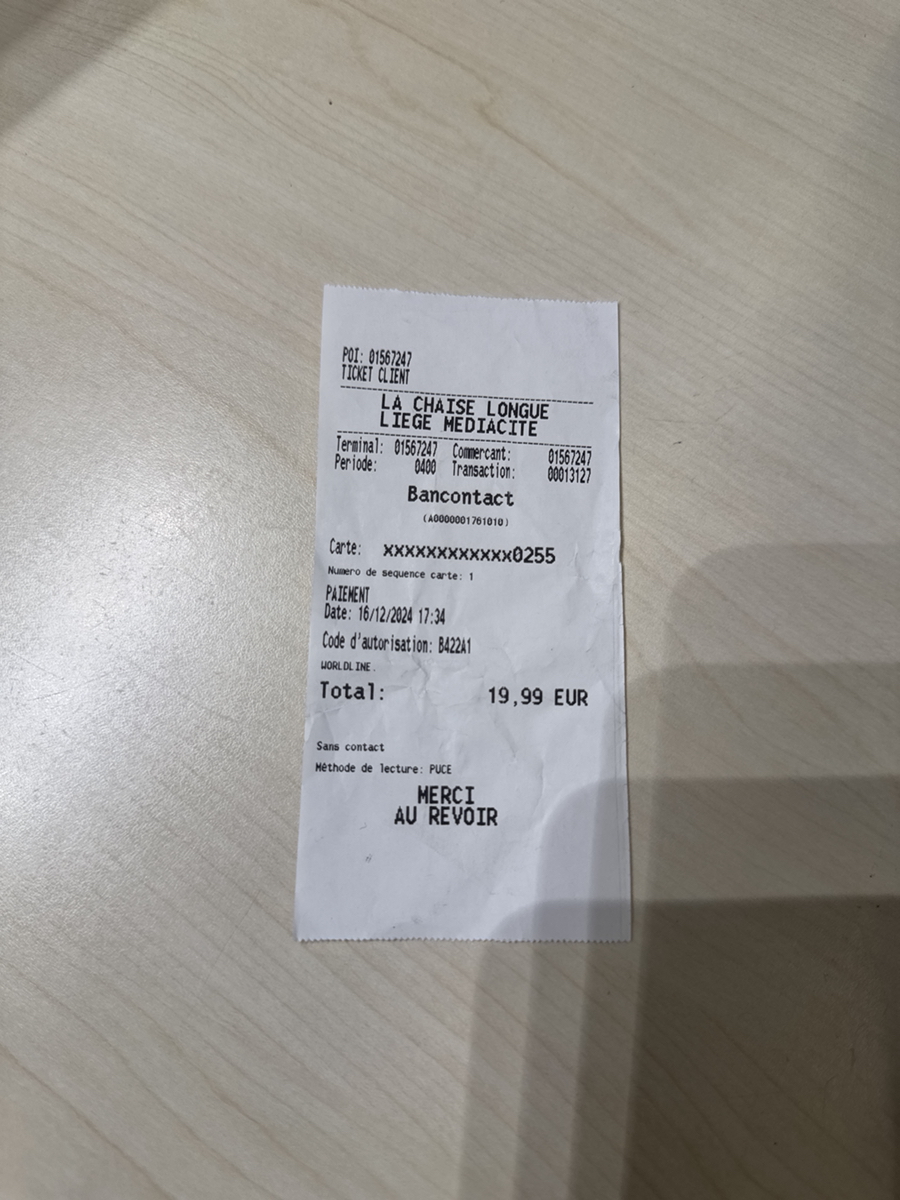 POI: 01567247
TICKET CLIENT
LA CHAISE LONGUE
LIEGE MEDIACITE
Terminal: 01567247 Commercant: 01567247
Periode: 0400 Transaction: 00013127
Bancontact
(A0000001761010)
Carte: xxxxxxxxxxxxx0255
Numero de sequence carte: 1
PAIEMENT
Date: 16/12/2024 17:34
Code d'autorisation: B422A1
WORLDLINE.
Total: 19,99 EUR
Sans contact
Méthode de lecture: PUCE
MERCI
AU REVOIR